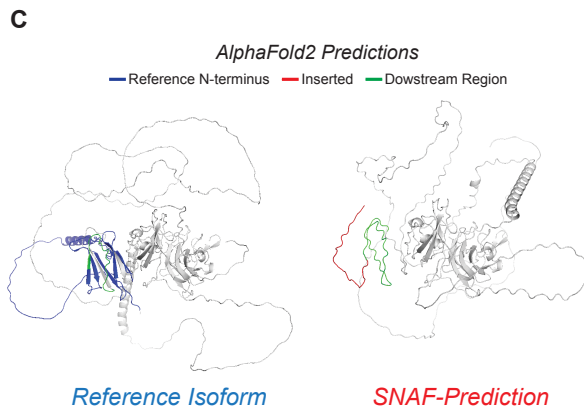 C
AlphaFold2 Predictions
Reference N-terminus Inserted Dowstream Region
Reference Isoform SNAF-Prediction